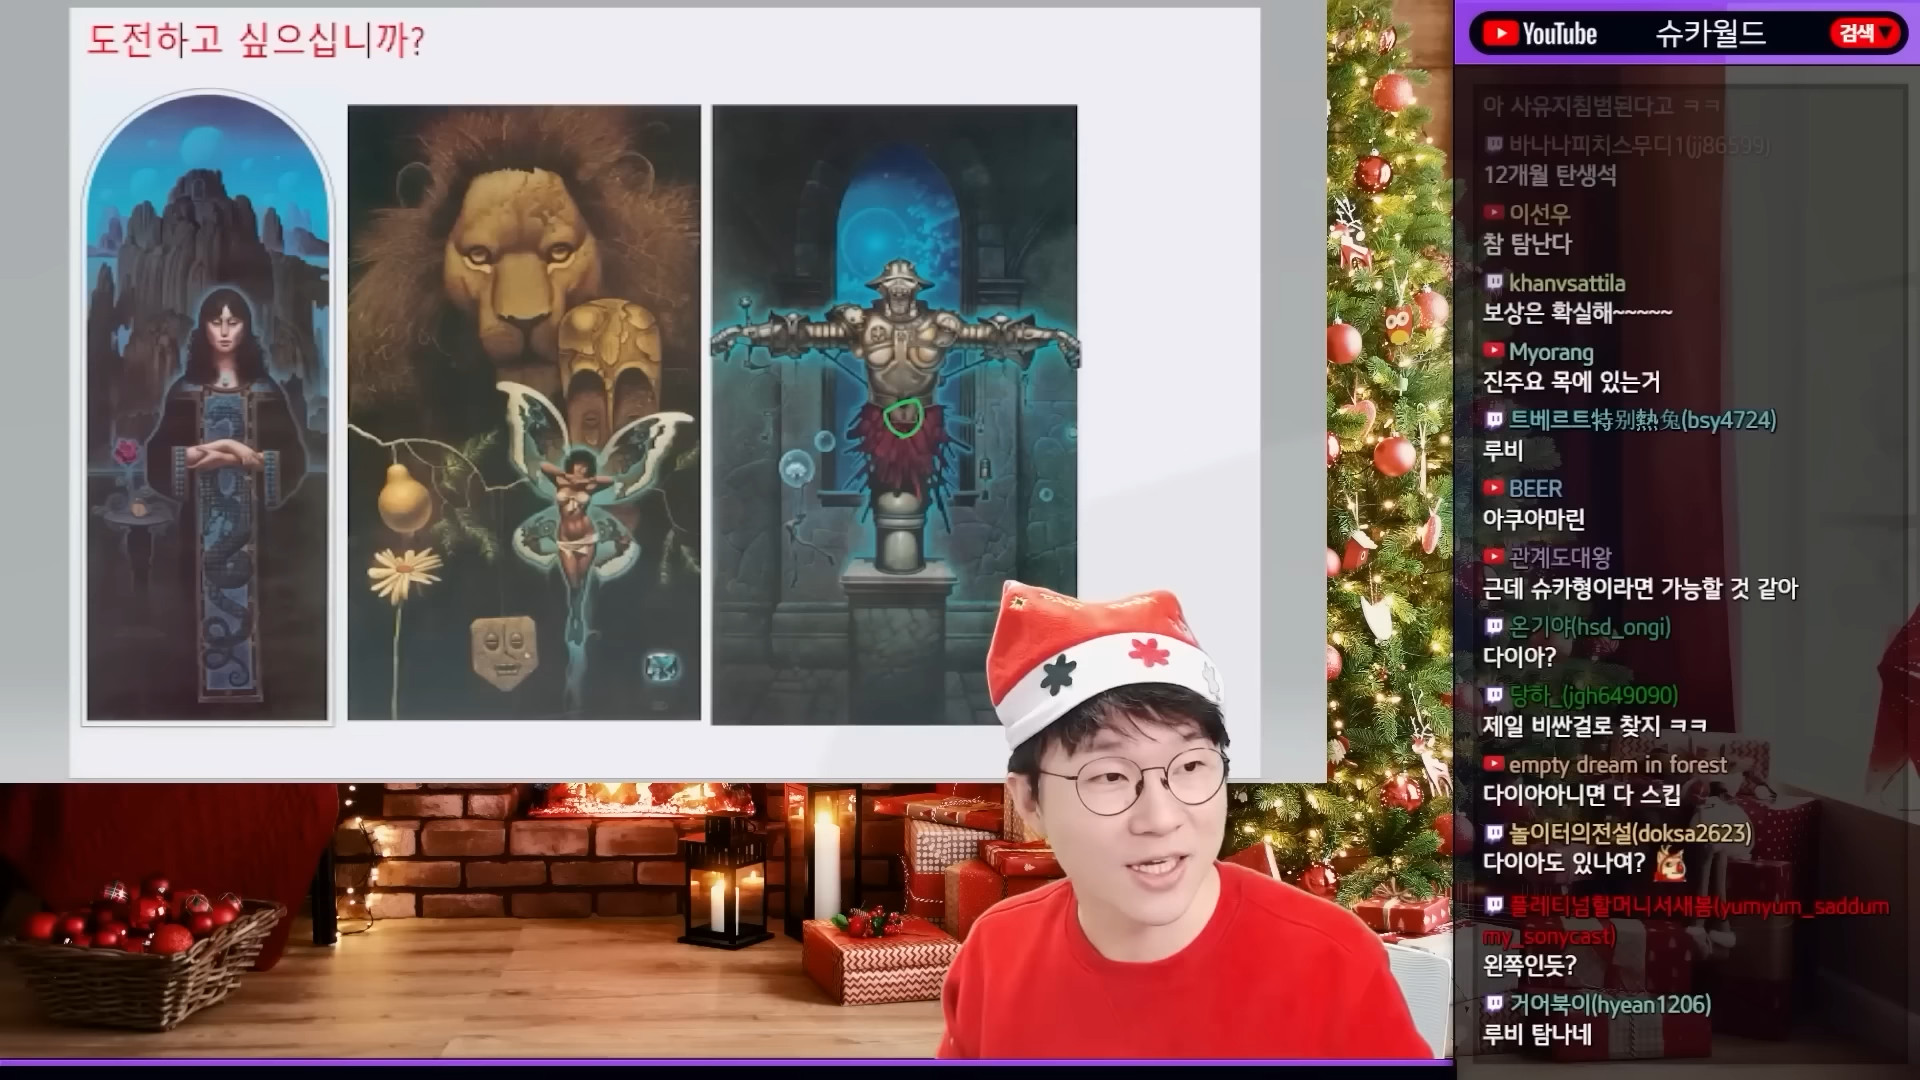 도전하고 싶으십니까?
YouTube 슈카월드 검색
아 사유지침범된다고 ㅋㅋ
바나나피치스무디1(jj86599)
12개월 탄생석
이선우
참 탐난다
khanvsattila
보상은 확실해~~~~~
Myorang
진주요 목에 있는거
트베르트特别熱兔(bsy4724)
루비
BEER
아쿠아마린
관계도대왕
근데 슈카형이라면 가능할 것 같아
온기야(hsd_ongi)
다이아?
당하_(jgh649090)
제일 비싼걸로 찾지 ㅋㅋ
empty dream in forest
다이아아니면 다 스킵
놀이터의전설(doksa2623)
다이아도 있나여?
플레티넘할머니서새봄(yumyum_saddum
my_sonycast)
왼쪽인듯?
거어북이(hyean1206)
루비 탐나네